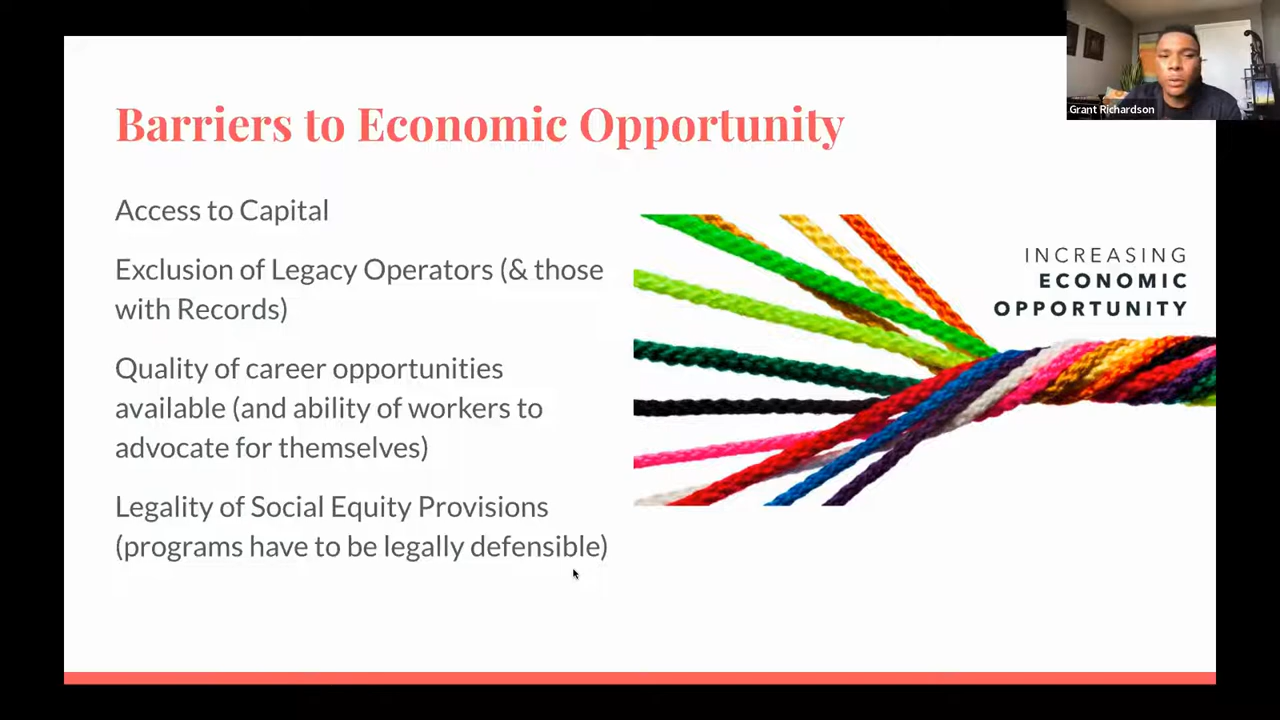 Grant Richardson
Barriers to Economic Opportunity
Access to Capital
Exclusion of Legacy Operators (& those
with Records)
Quality of career opportunities
available (and ability of workers to
advocate for themselves)
Legality of Social Equity Provisions
(programs have to be legally defensible)
INCREASING
ECONOMIC
OPPORTUNITY